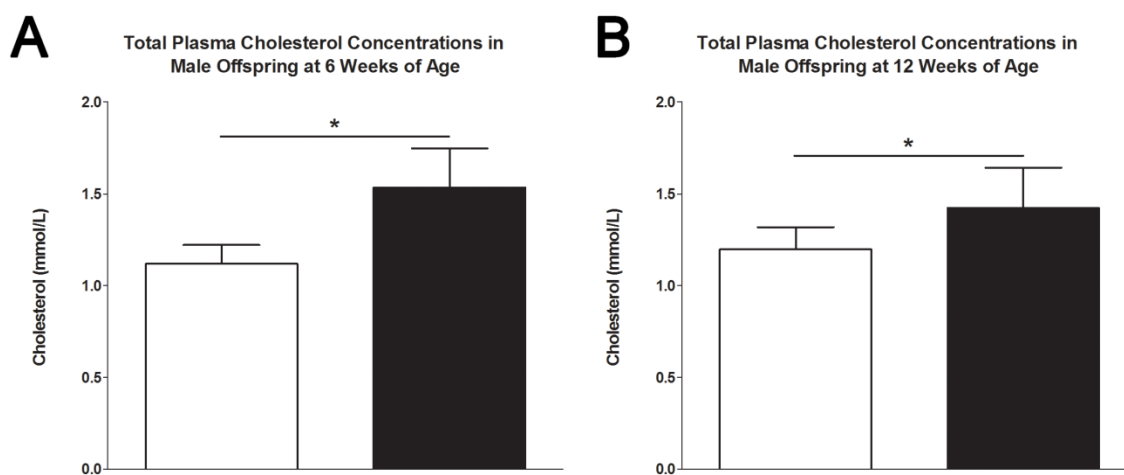 A
Total Plasma Cholesterol Concentrations in
Male Offspring at 6 Weeks of Age
2.0
*
1.5
1.0
0.5
0.0
Cholesterol (mmol/L)
B
Total Plasma Cholesterol Concentrations in
Male Offspring at 12 Weeks of Age
2.0
*
1.5
1.0
0.5
0.0
Cholesterol (mmol/L)